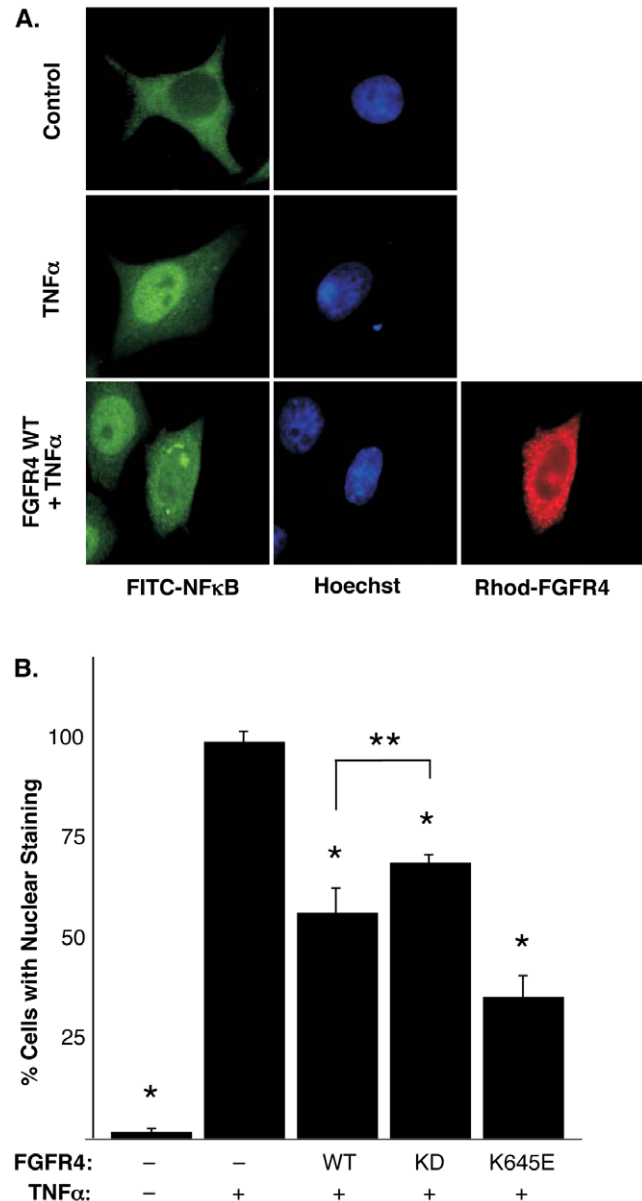 A.
Control
TNFα
FGFR4 WT
+ TNFα
FITC-NFκB Hoechst Rhod-FGFR4
B.
% Cells with Nuclear Staining
100
75
50
25
*
*
**
*
*
FGFR4: – – WT KD K645E
TNFα: – + + + +